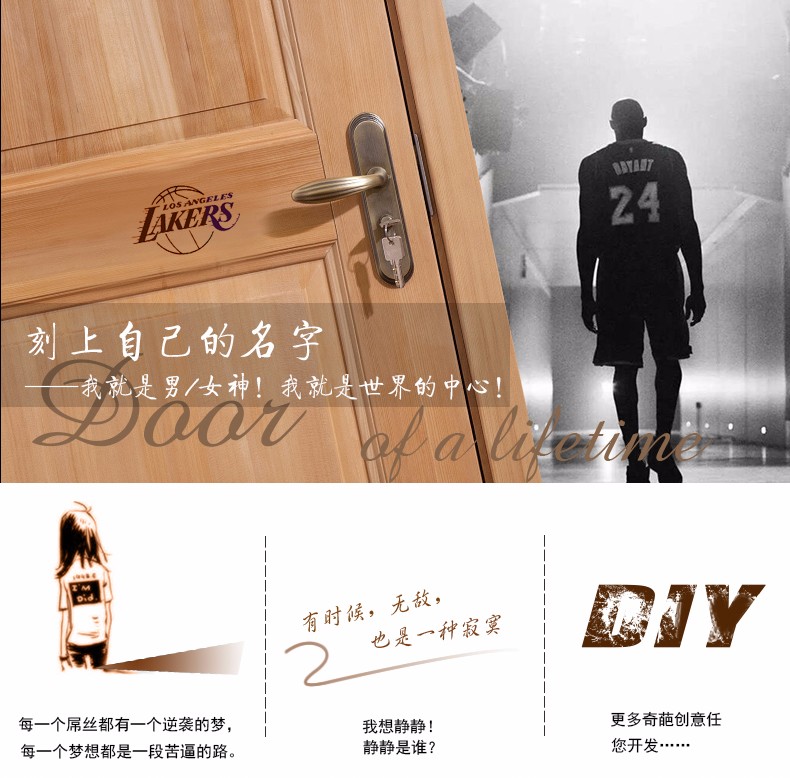 BRYANT
24
LOS ANGELES
LAKERS
刻上自己的名字
——我就是男/女神！我就是世界的中心！
Door of a lifetime
有时候，无敌，
也是一种寂寞
DIY
每一个屌丝都有一个逆袭的梦，
每一个梦想都是一段苦逼的路。
我想静静！
静静是谁？
更多奇葩创意任
您开发……